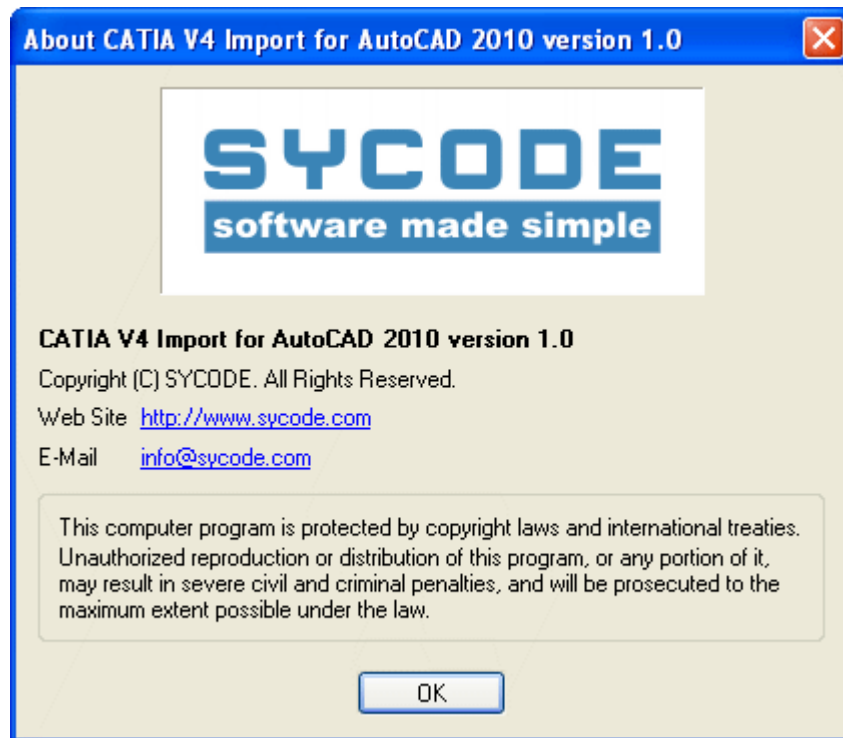 About CATIA V4 Import for AutoCAD 2010 version 1.0
SYCODE
software made simple
CATIA V4 Import for AutoCAD 2010 version 1.0
Copyright (C) SYCODE. All Rights Reserved.
Web Site http://www.sycode.com
E-Mail info@sycode.com
This computer program is protected by copyright laws and international treaties.
Unauthorized reproduction or distribution of this program, or any portion of it,
may result in severe civil and criminal penalties, and will be prosecuted to the
maximum extent possible under the law.
OK